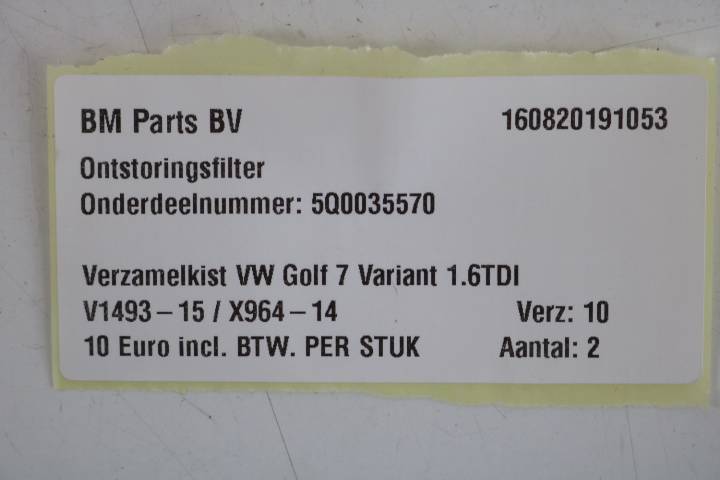 BM Parts BV 160820191053
Ontstoringsfilter
Onderdeelnummer: 5Q0035570
Verzamelkist VW Golf 7 Variant 1.6TDI
V1493-15 / X964-14 Verz: 10
10 Euro incl. BTW. PER STUK Aantal: 2